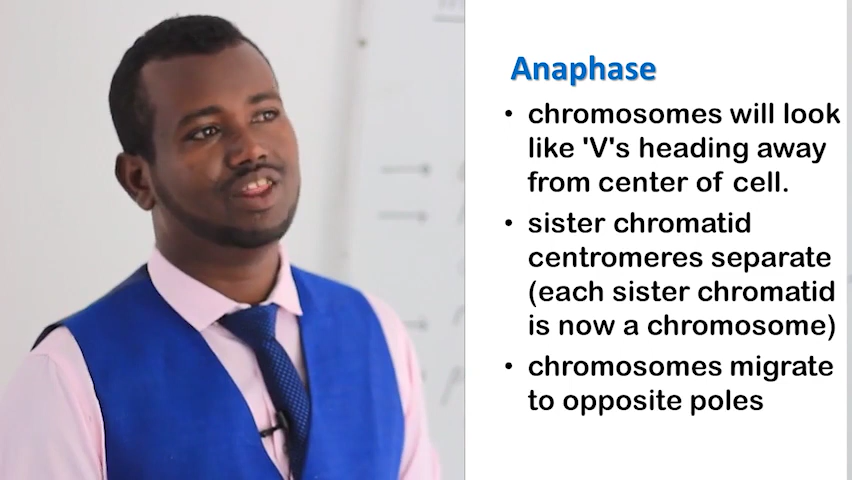 Anaphase
• chromosomes will look
like 'V's heading away
from center of cell.
• sister chromatid
centromeres separate
(each sister chromatid
is now a chromosome)
• chromosomes migrate
to opposite poles